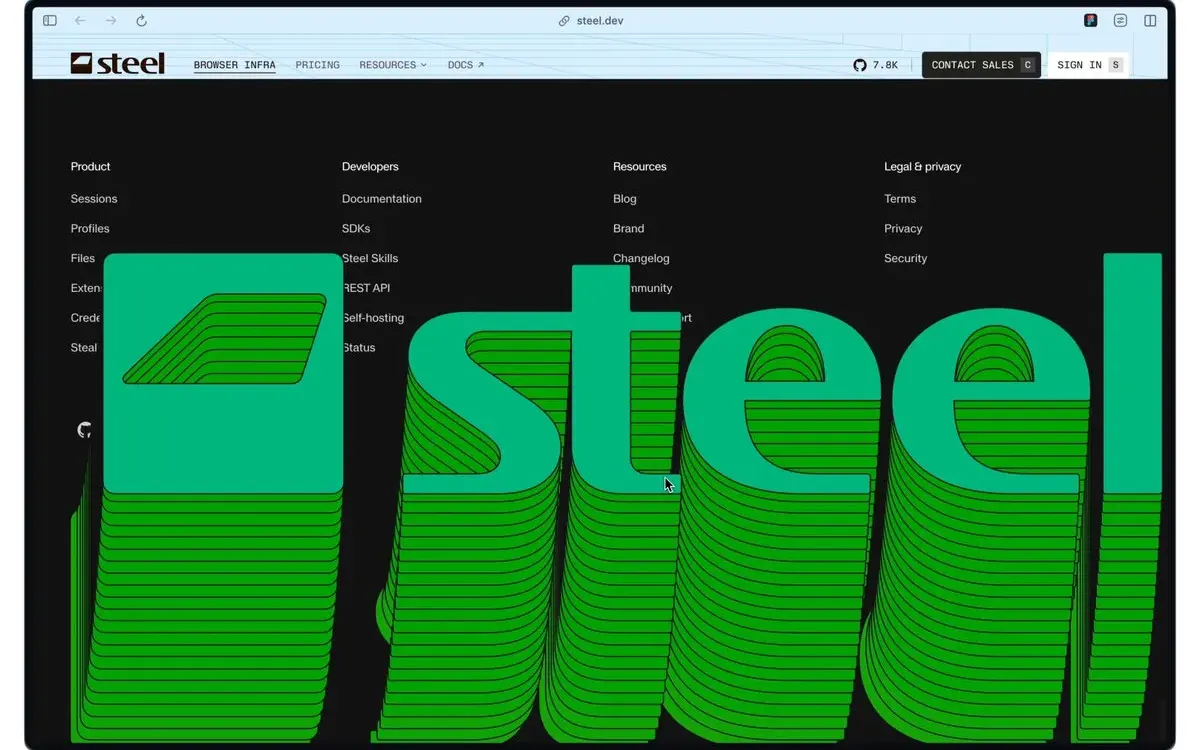 steel.dev
steel
BROWSER INFRA
PRICING
RESOURCES
DOCS
7.8K
CONTACT SALES C
SIGN IN S
Product
Sessions
Profiles
Files
Steal
Developers
Documentation
SDKs
Steel Skills
REST API
Self-hosting
Status
Resources
Blog
Brand
Changelog
Legal & privacy
Terms
Privacy
Security
steel